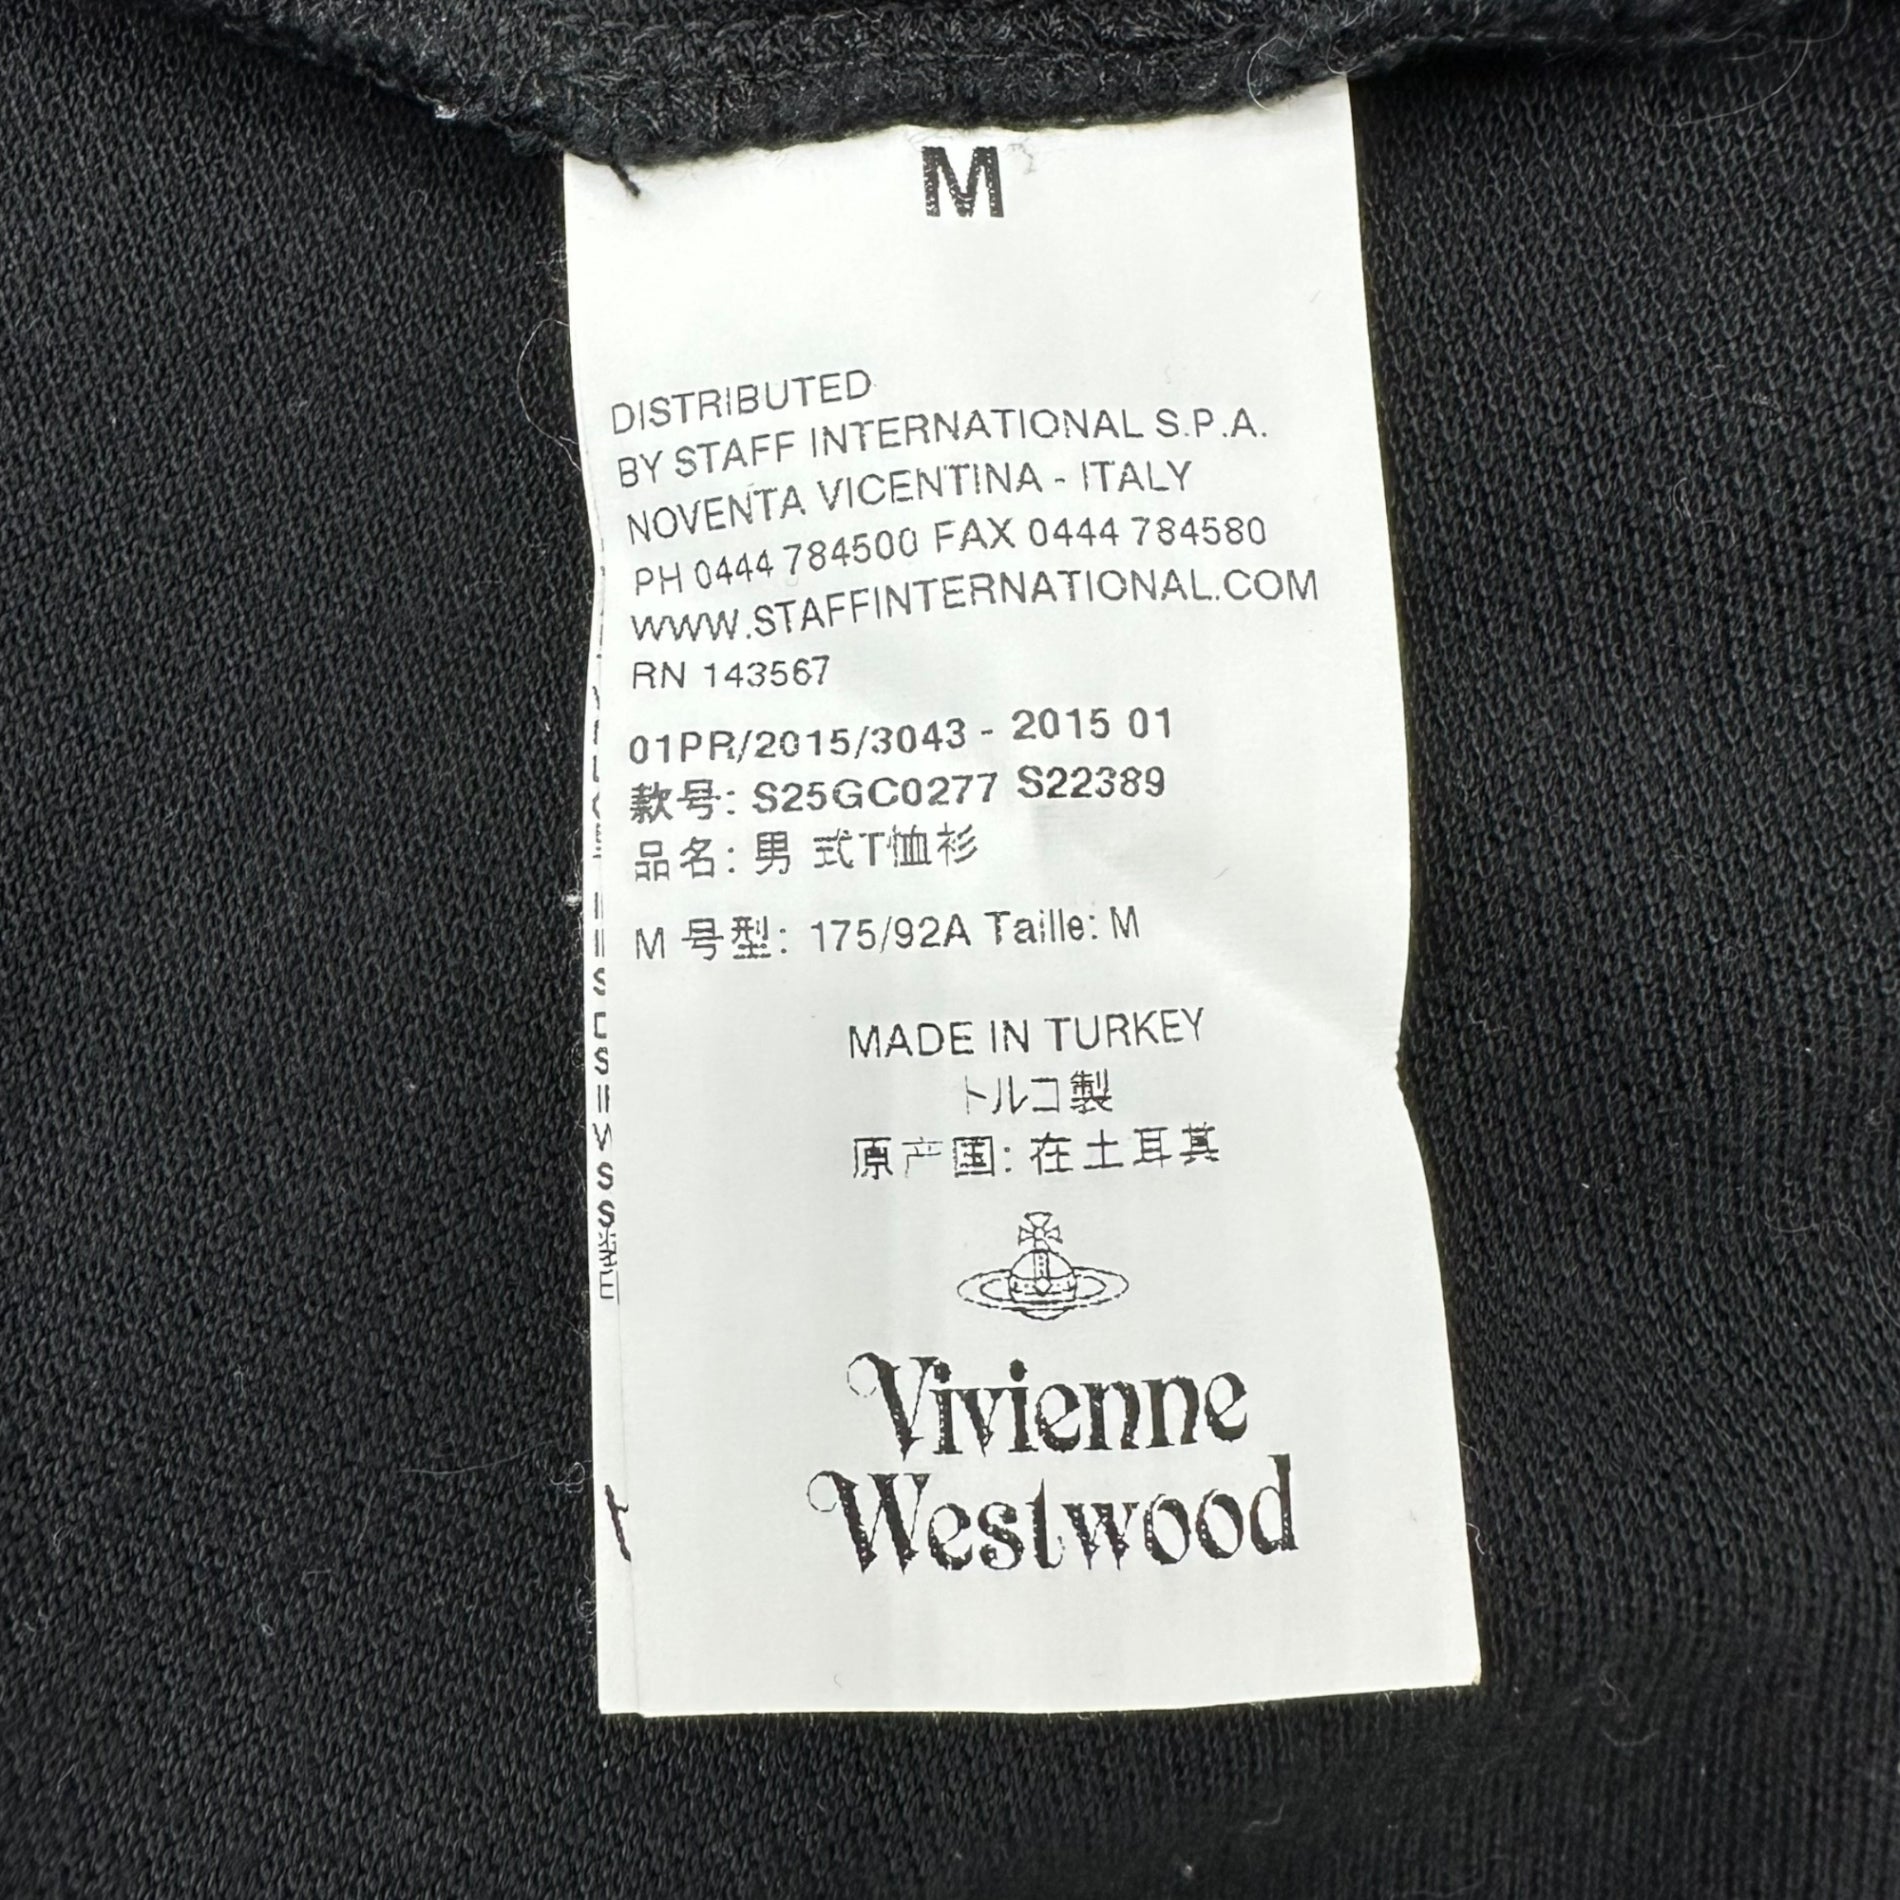 M
DISTRIBUTED
BY STAFF INTERNATIONAL S.P.A.
NOVENTA VICENTINA - ITALY
PH 0444 784500 FAX 0444 784580
WWW.STAFFINTERNATIONAL.COM
RN 143567
01PR/2015/3043 - 2015 01
款号: S25GC0277 S22389
品名: 男 式T恤衫
M 号型: 175/92A Taille: M
MADE IN TURKEY
トルコ製
原产国: 在土耳其
Vivienne
Westwood